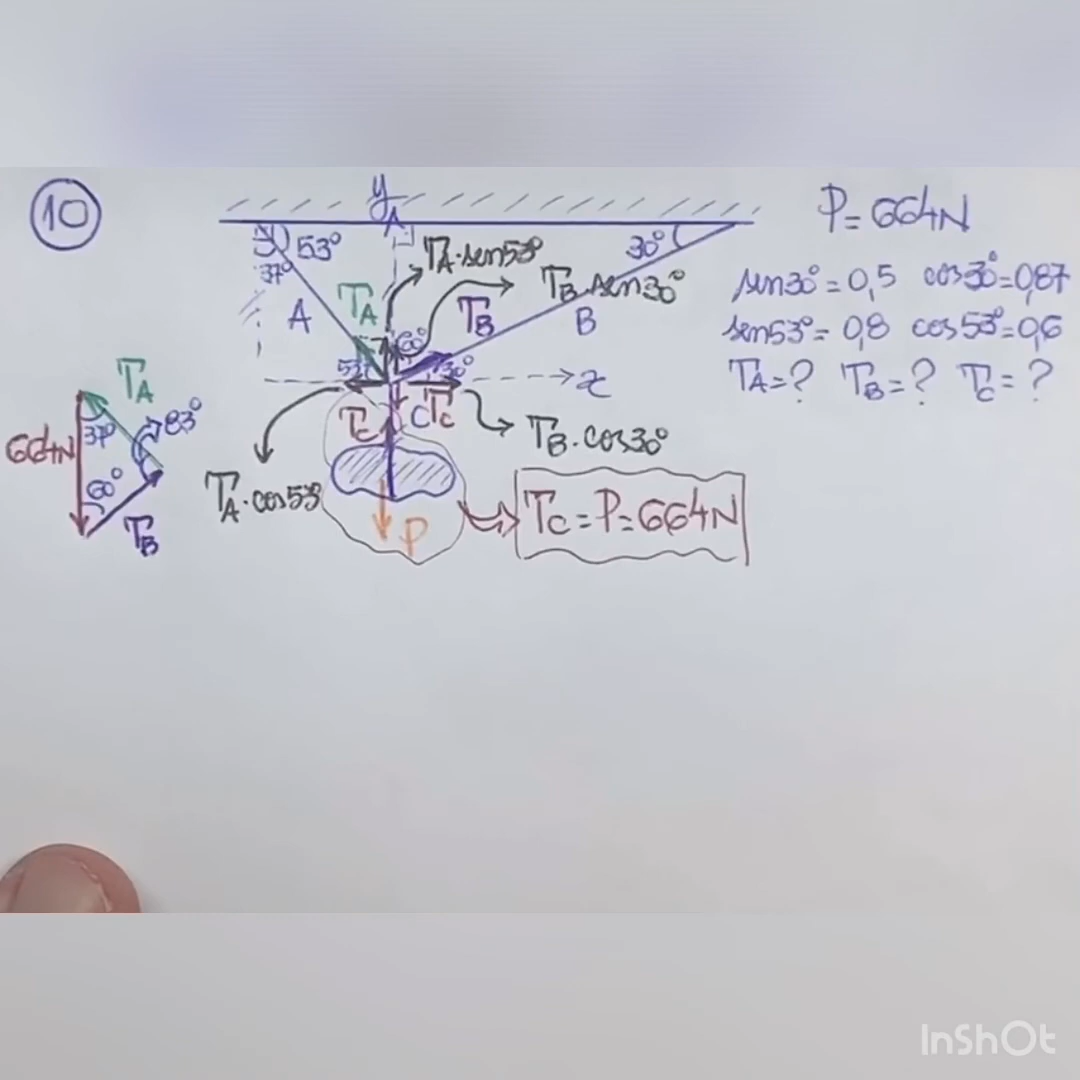 10
y
P = 664N
53°
37°
TA·sen53°
30°
TB·sen30°
sen30° = 0,5 cos30° = 0,87
A
TA
TB
B
sen53° = 0,8 cos53° = 0,6
60°
30°
x
TA = ? TB = ? TC = ?
TA
83°
37°
664N
60°
TB
TC
C
TC
TB·cos30°
TA·cos53°
P
TC = P = 664N
InShOt